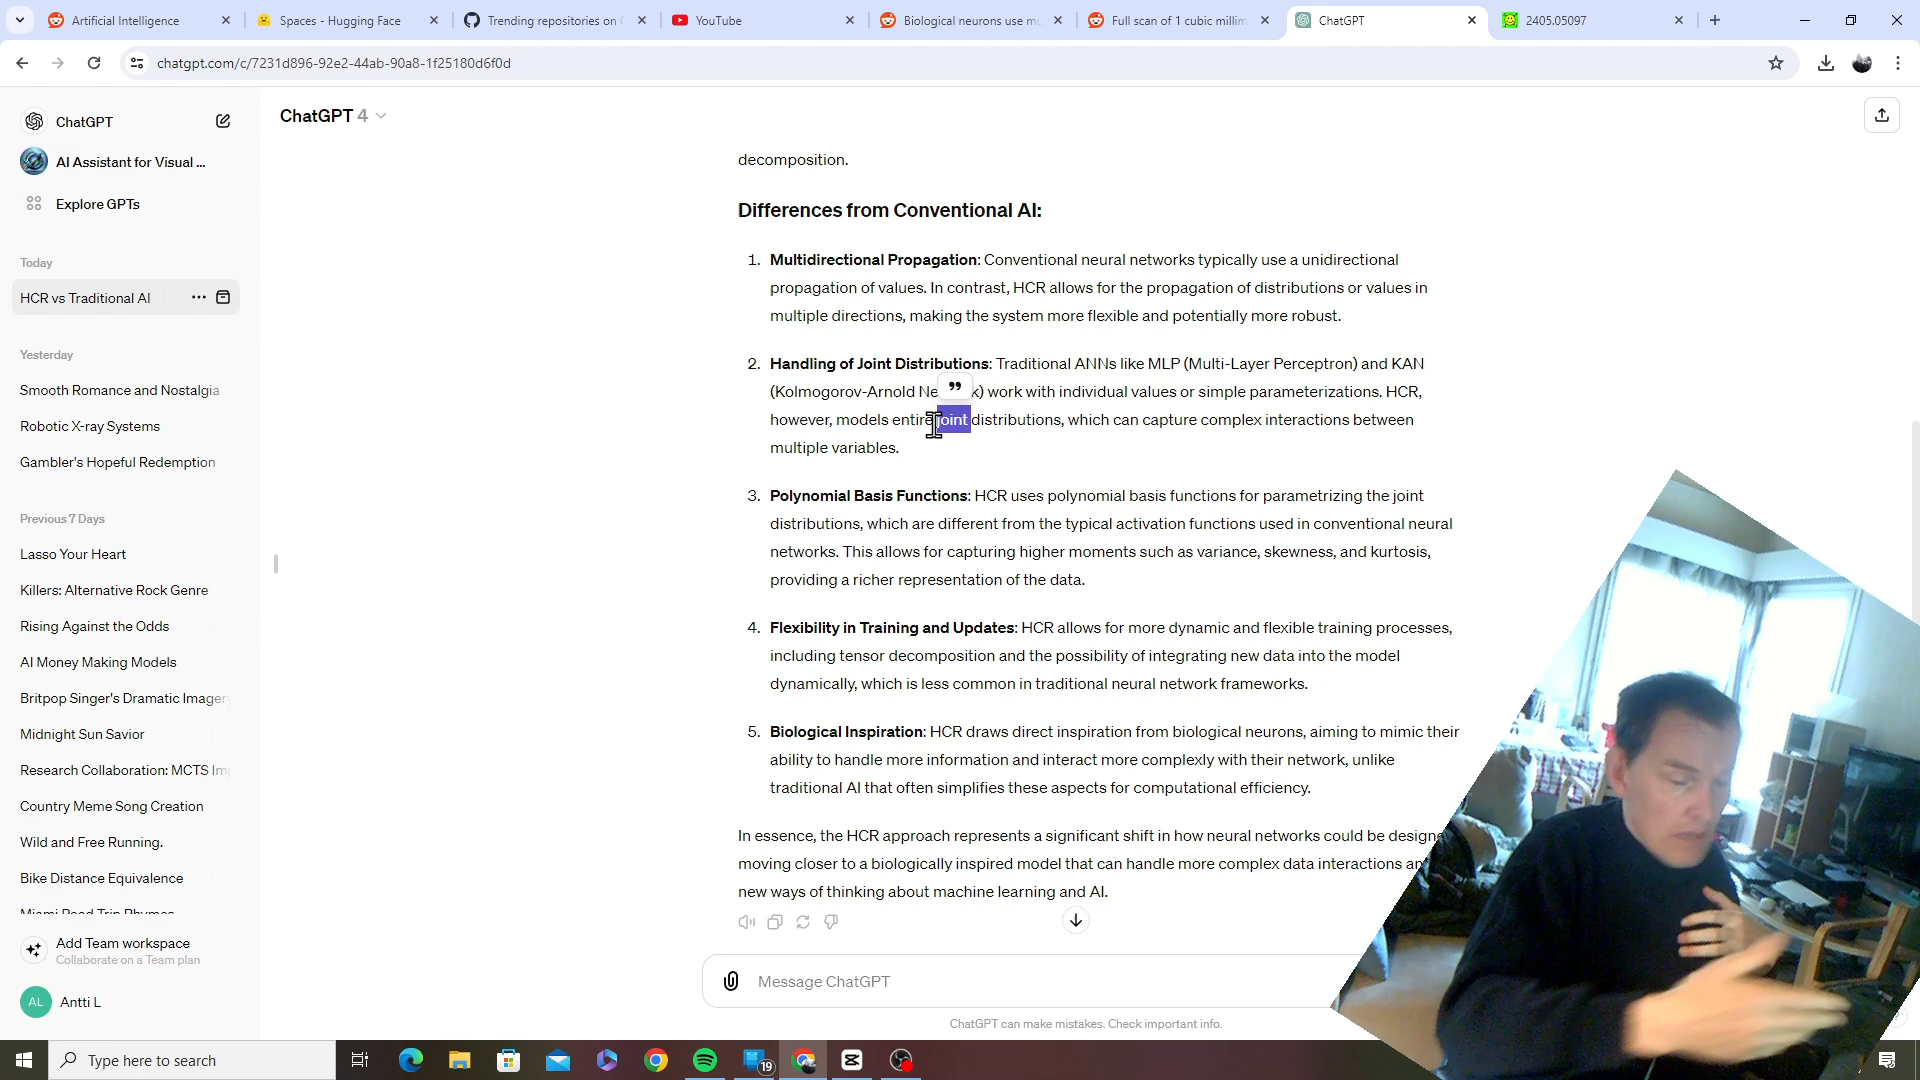 Artificial Intelligence
Spaces - Hugging Face
Trending repositories on
YouTube
Biological neurons use mu
Full scan of 1 cubic millim
ChatGPT
2405.05097
chatgpt.com/c/7231d896-92e2-44ab-90a8-1f25180d6f0d
ChatGPT
AI Assistant for Visual ...
Explore GPTs
Today
HCR vs Traditional AI
Yesterday
Smooth Romance and Nostalgia
Robotic X-ray Systems
Gambler's Hopeful Redemption
Previous 7 Days
Lasso Your Heart
Killers: Alternative Rock Genre
Rising Against the Odds
AI Money Making Models
Britpop Singer's Dramatic Imagery
Midnight Sun Savior
Research Collaboration: MCTS Im
Country Meme Song Creation
Wild and Free Running.
Bike Distance Equivalence
Miami Road Trip Rhymes
Add Team workspace
Collaborate on a Team plan
AL Antti L
ChatGPT 4
decomposition.
Differences from Conventional AI:
1. Multidirectional Propagation: Conventional neural networks typically use a unidirectional
propagation of values. In contrast, HCR allows for the propagation of distributions or values in
multiple directions, making the system more flexible and potentially more robust.
2. Handling of Joint Distributions: Traditional ANNs like MLP (Multi-Layer Perceptron) and KAN
(Kolmogorov-Arnold Ne k) work with individual values or simple parameterizations. HCR,
however, models entire joint distributions, which can capture complex interactions between
multiple variables.
3. Polynomial Basis Functions: HCR uses polynomial basis functions for parametrizing the joint
distributions, which are different from the typical activation functions used in conventional neural
networks. This allows for capturing higher moments such as variance, skewness, and kurtosis,
providing a richer representation of the data.
4. Flexibility in Training and Updates: HCR allows for more dynamic and flexible training processes,
including tensor decomposition and the possibility of integrating new data into the model
dynamically, which is less common in traditional neural network frameworks.
5. Biological Inspiration: HCR draws direct inspiration from biological neurons, aiming to mimic their
ability to handle more information and interact more complexly with their network, unlike
traditional AI that often simplifies these aspects for computational efficiency.
In essence, the HCR approach represents a significant shift in how neural networks could be designe
moving closer to a biologically inspired model that can handle more complex data interactions an
new ways of thinking about machine learning and AI.
Message ChatGPT
ChatGPT can make mistakes. Check important info.
Type here to search
19